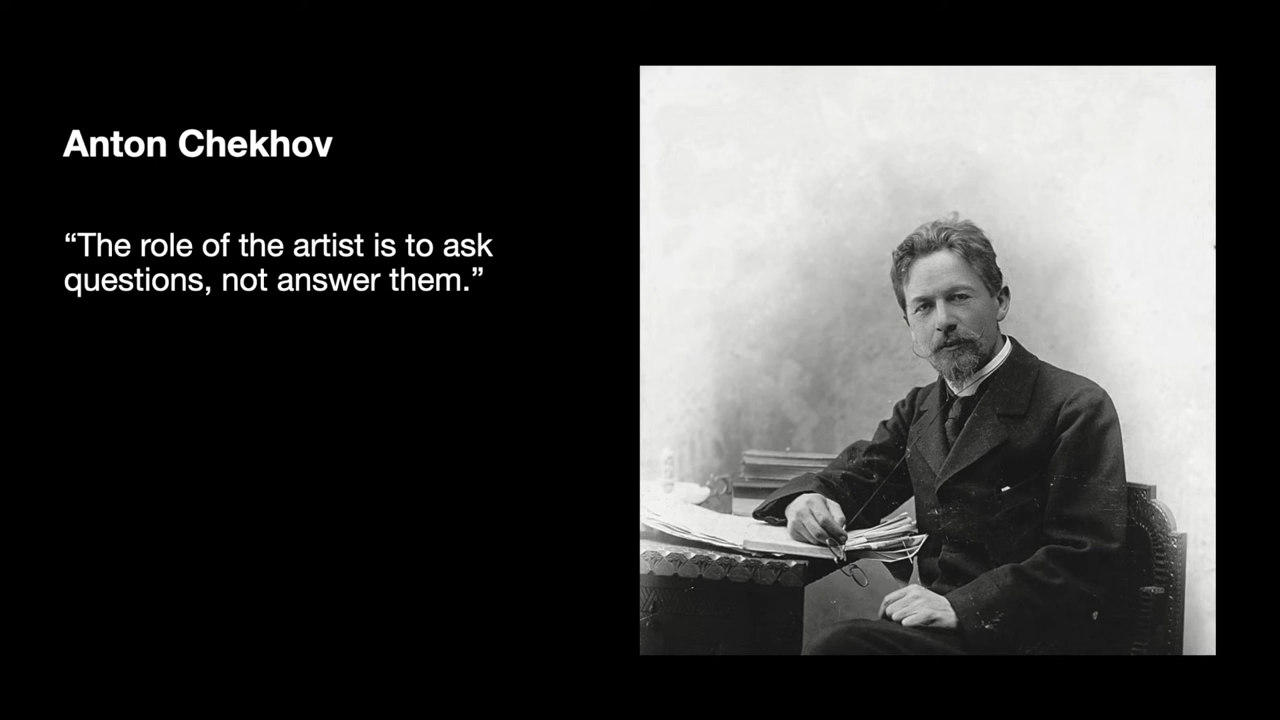 Anton Chekhov
“The role of the artist is to ask
questions, not answer them.”